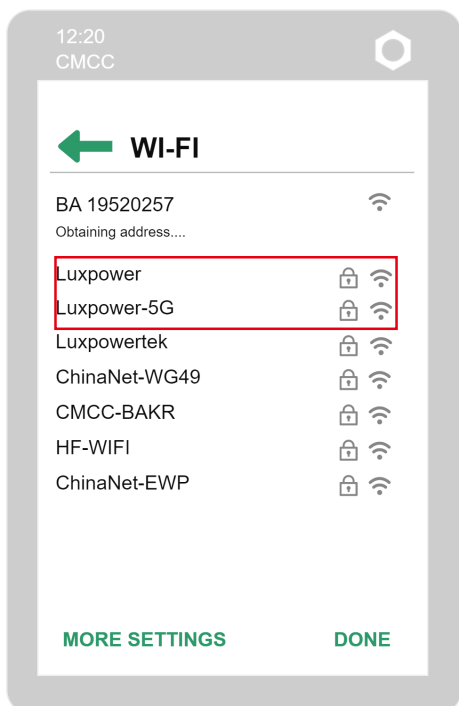 12:20
CMCC
WI-FI
BA 19520257
Obtaining address....
Luxpower
Luxpower-5G
Luxpowertek
ChinaNet-WG49
CMCC-BAKR
HF-WIFI
ChinaNet-EWP
MORE SETTINGS DONE